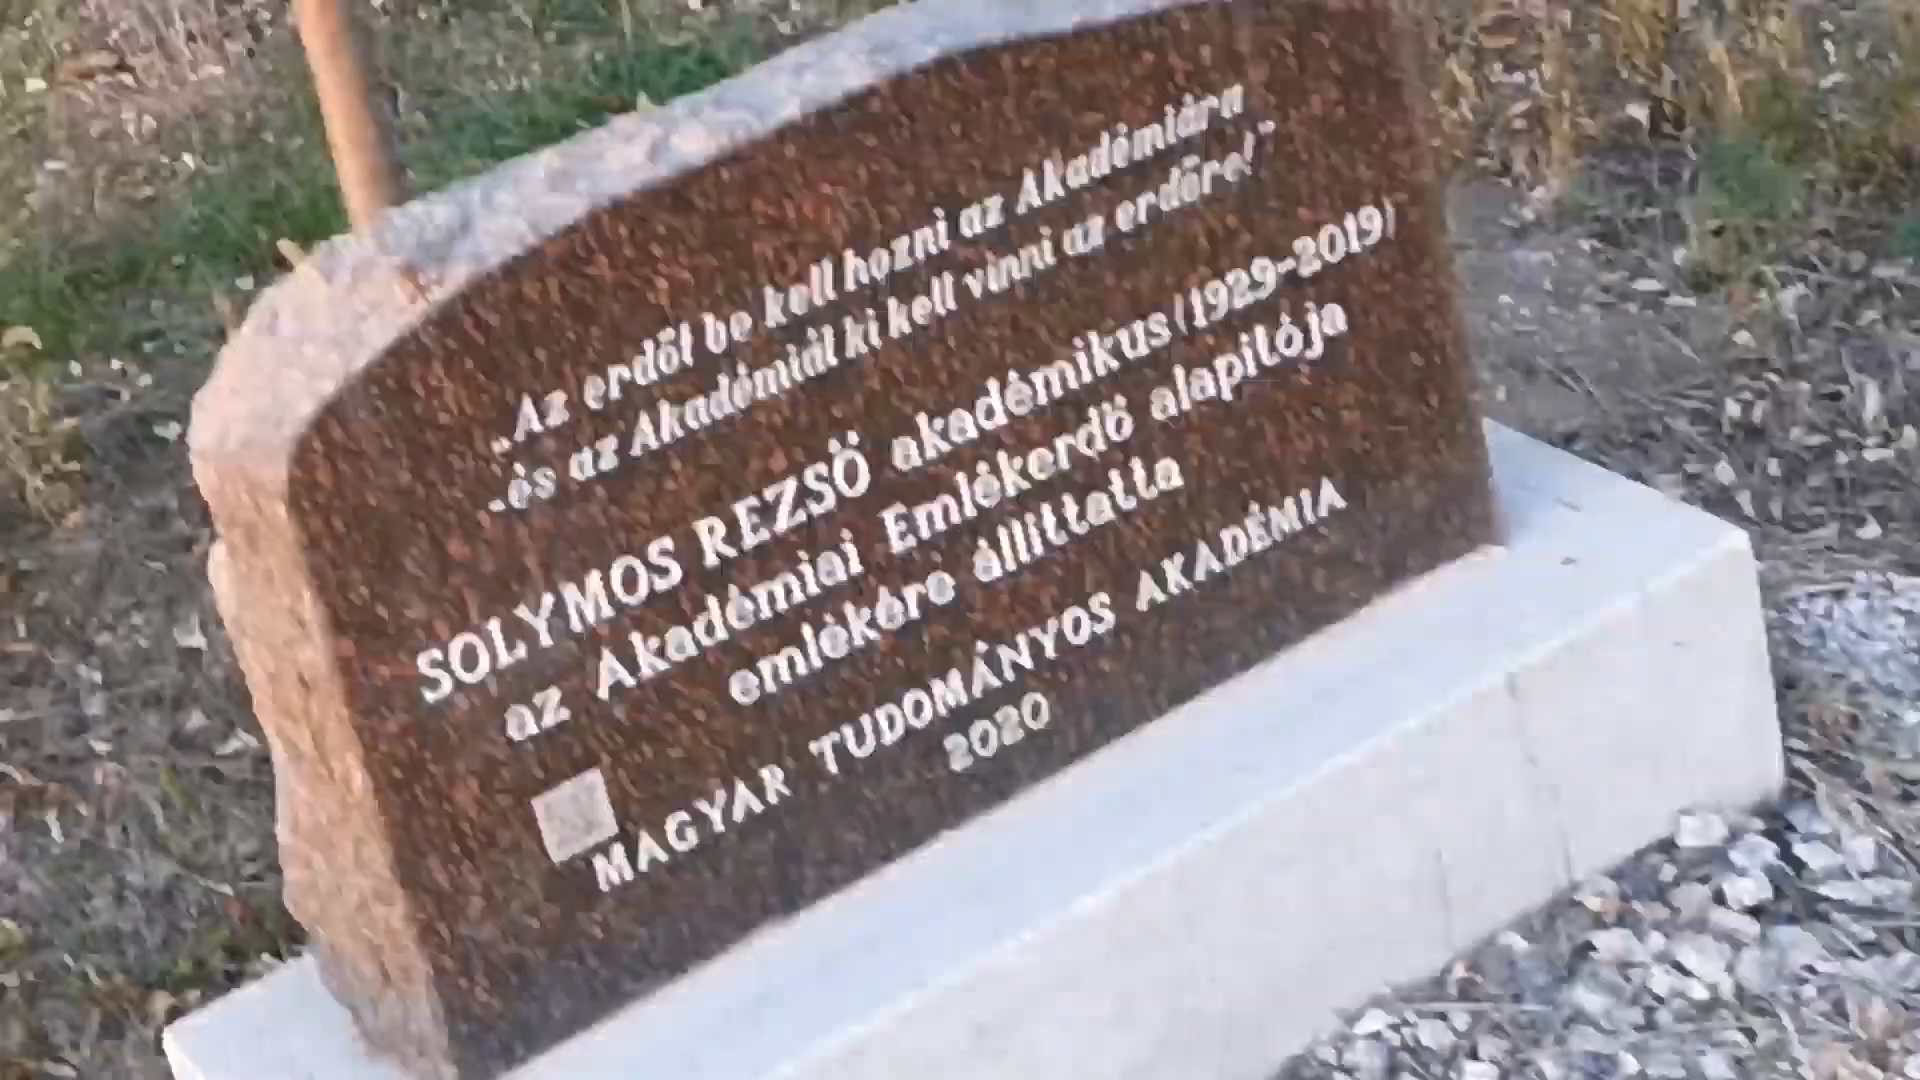 „Az erdőt be kell hozni az Akadémiára
-és az Akadémiát ki kell vinni az erdőre!"
SOLYMOS REZSŐ akadémikus (1929-2019)
az Akadémiai Emlékerdő alapítója
emlékére állíttatta
MAGYAR TUDOMÁNYOS AKADÉMIA
2020